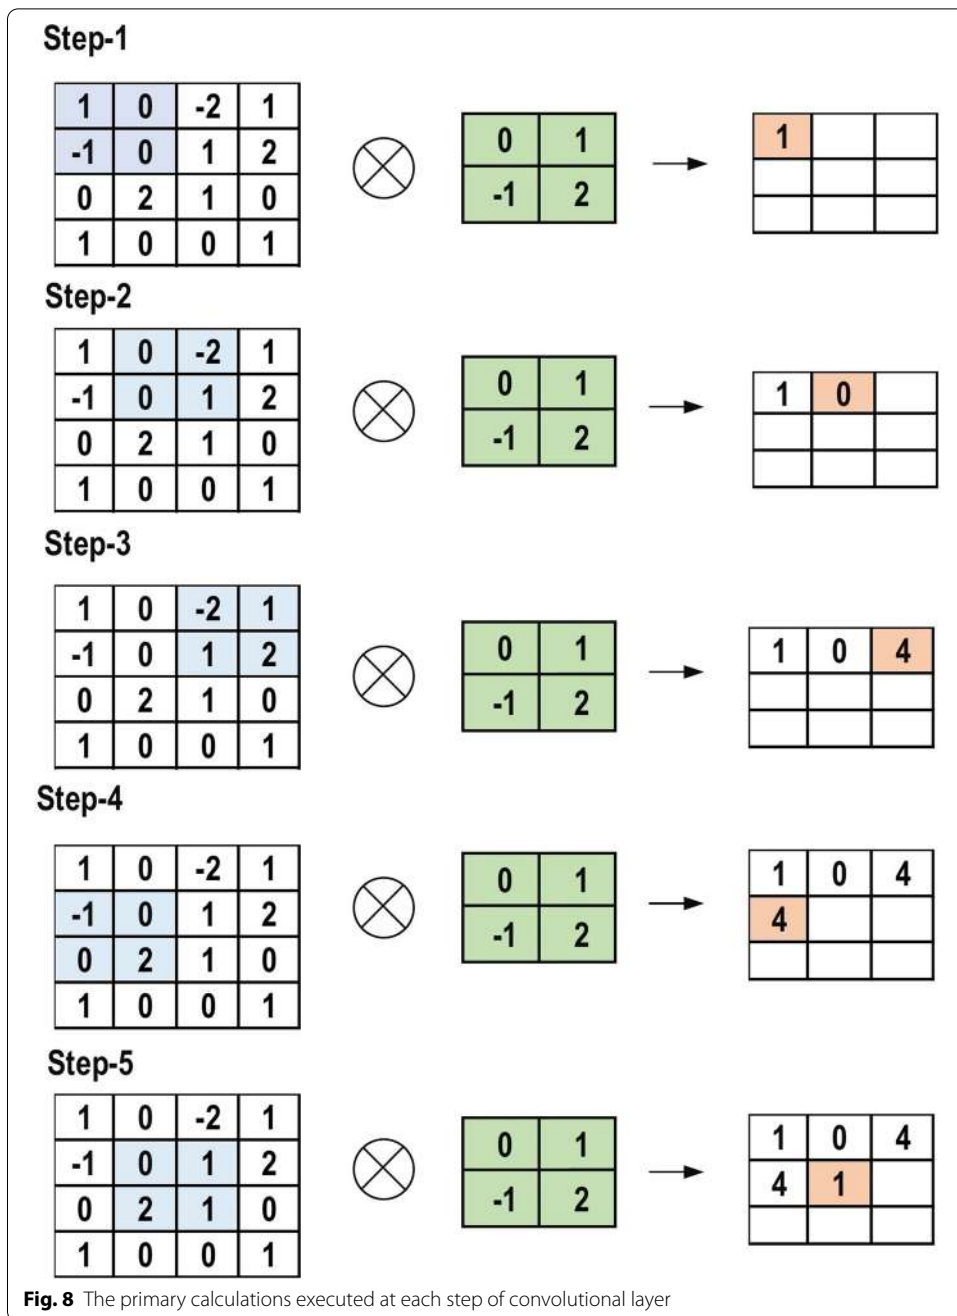 Step-1
1 0 -2 1
-1 0 1 2
0 2 1 0
1 0 0 1
0 1
-1 2
1
Step-2
1 0 -2 1
-1 0 1 2
0 2 1 0
1 0 0 1
0 1
-1 2
1 0
Step-3
1 0 -2 1
-1 0 1 2
0 2 1 0
1 0 0 1
0 1
-1 2
1 0 4
Step-4
1 0 -2 1
-1 0 1 2
0 2 1 0
1 0 0 1
0 1
-1 2
1 0 4
4
Step-5
1 0 -2 1
-1 0 1 2
0 2 1 0
1 0 0 1
0 1
-1 2
1 0 4
4 1
Fig. 8 The primary calculations executed at each step of convolutional layer